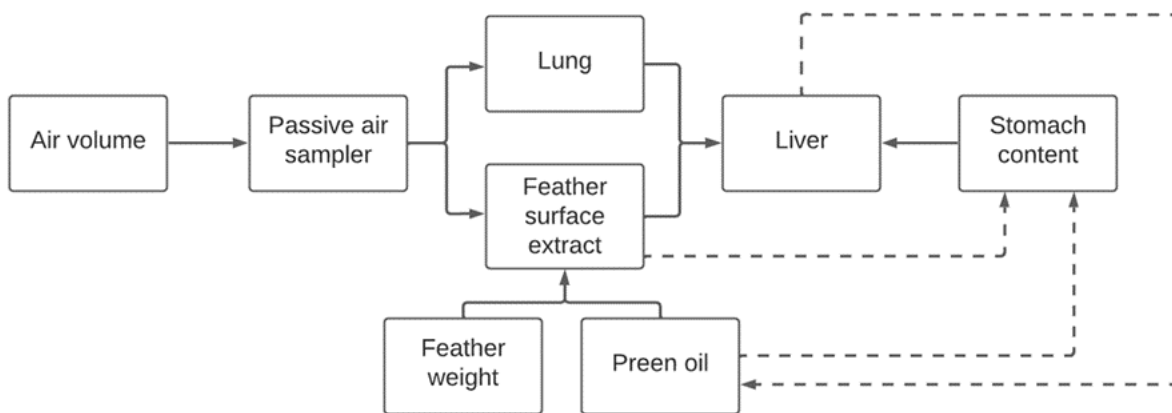 Air volume
Passive air
sampler
Lung
Feather
surface
extract
Liver
Stomach
content
Feather
weight
Preen oil